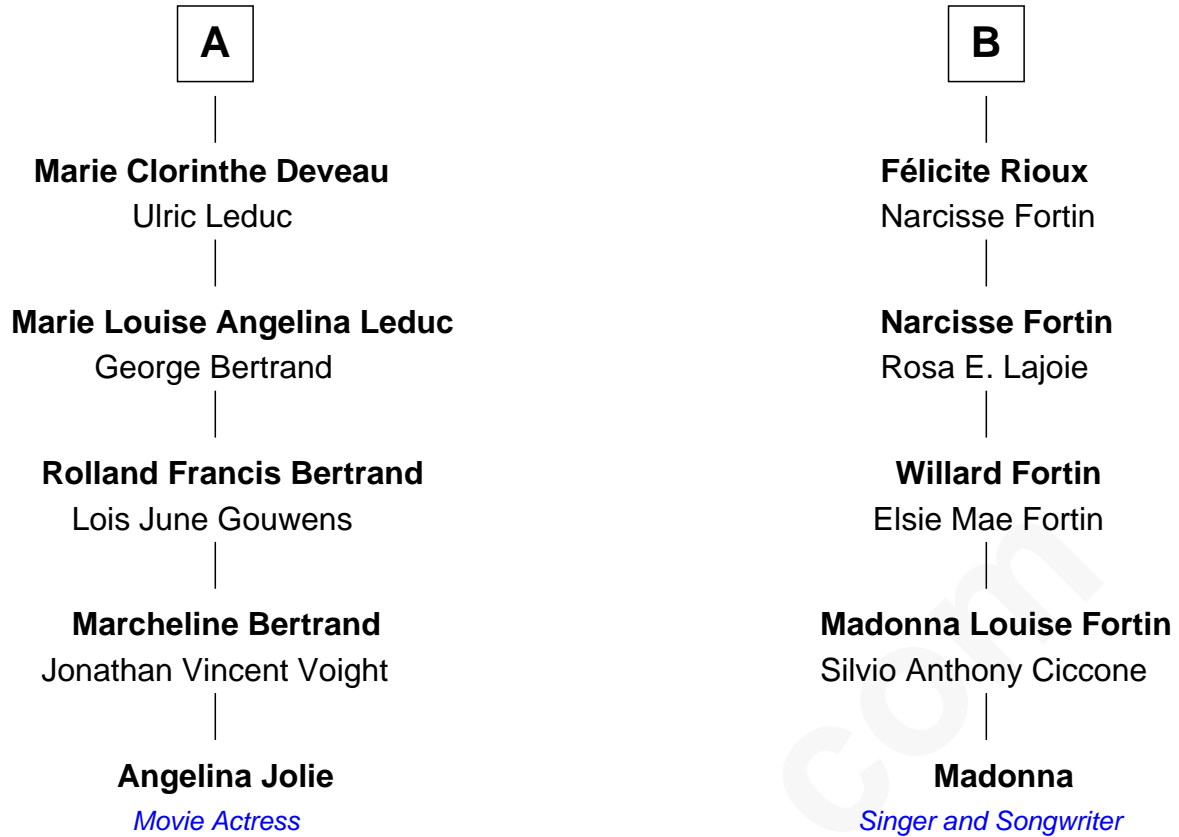 A
Marie Clorinthe Deveau
Ulric Leduc
Marie Louise Angelina Leduc
George Bertrand
Rolland Francis Bertrand
Lois June Gouwens
Marcheline Bertrand
Jonathan Vincent Voight
Angelina Jolie
Movie Actress
B
Félicite Rioux
Narcisse Fortin
Narcisse Fortin
Rosa E. Lajoie
Willard Fortin
Elsie Mae Fortin
Madonna Louise Fortin
Silvio Anthony Ciccone
Madonna
Singer and Songwriter
com